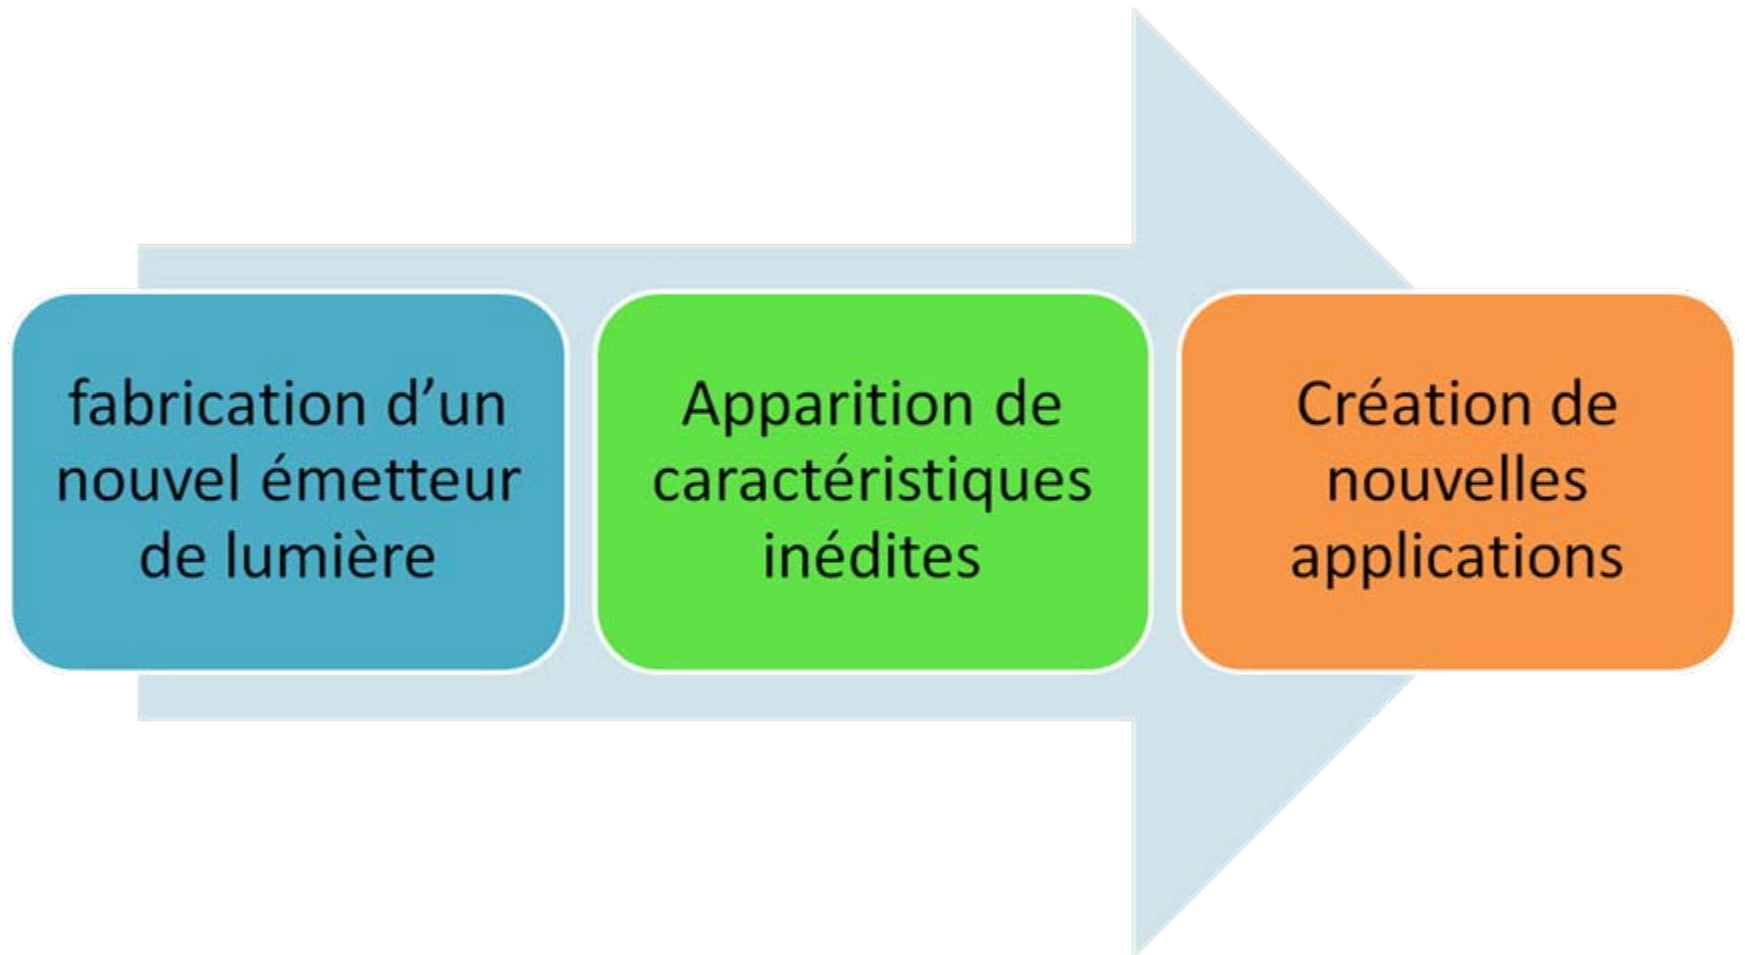 fabrication d’un
nouvel émetteur
de lumière
Apparition de
caractéristiques
inédites
Création de
nouvelles
applications